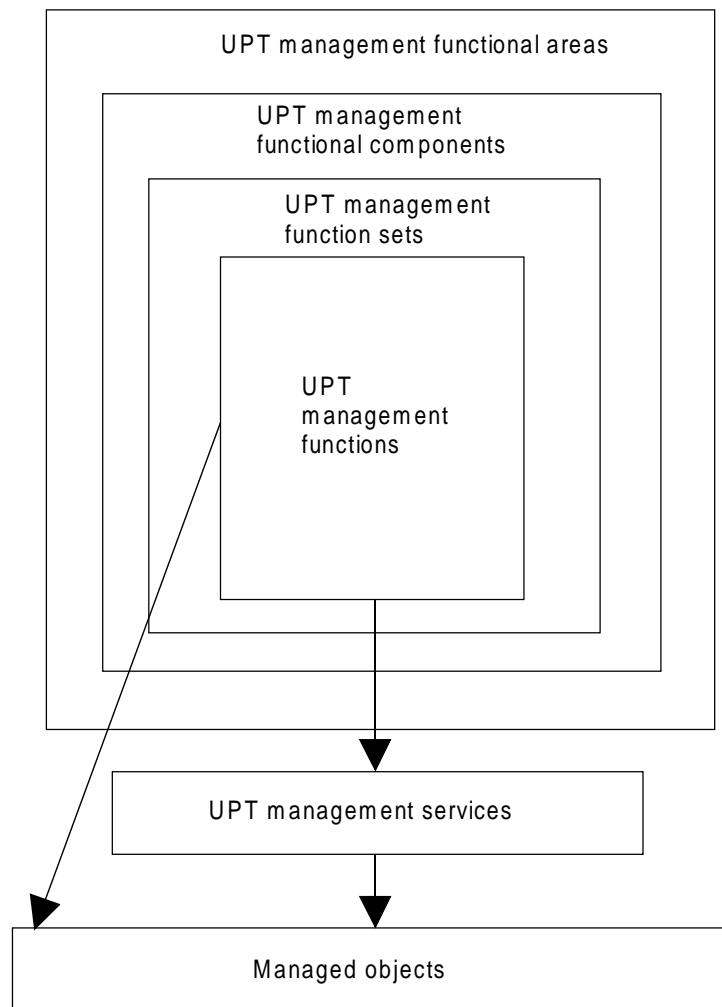 UPT management functional areas
UPT management
functional components
UPT management
function sets
UPT
management
functions
UPT management services
Managed objects